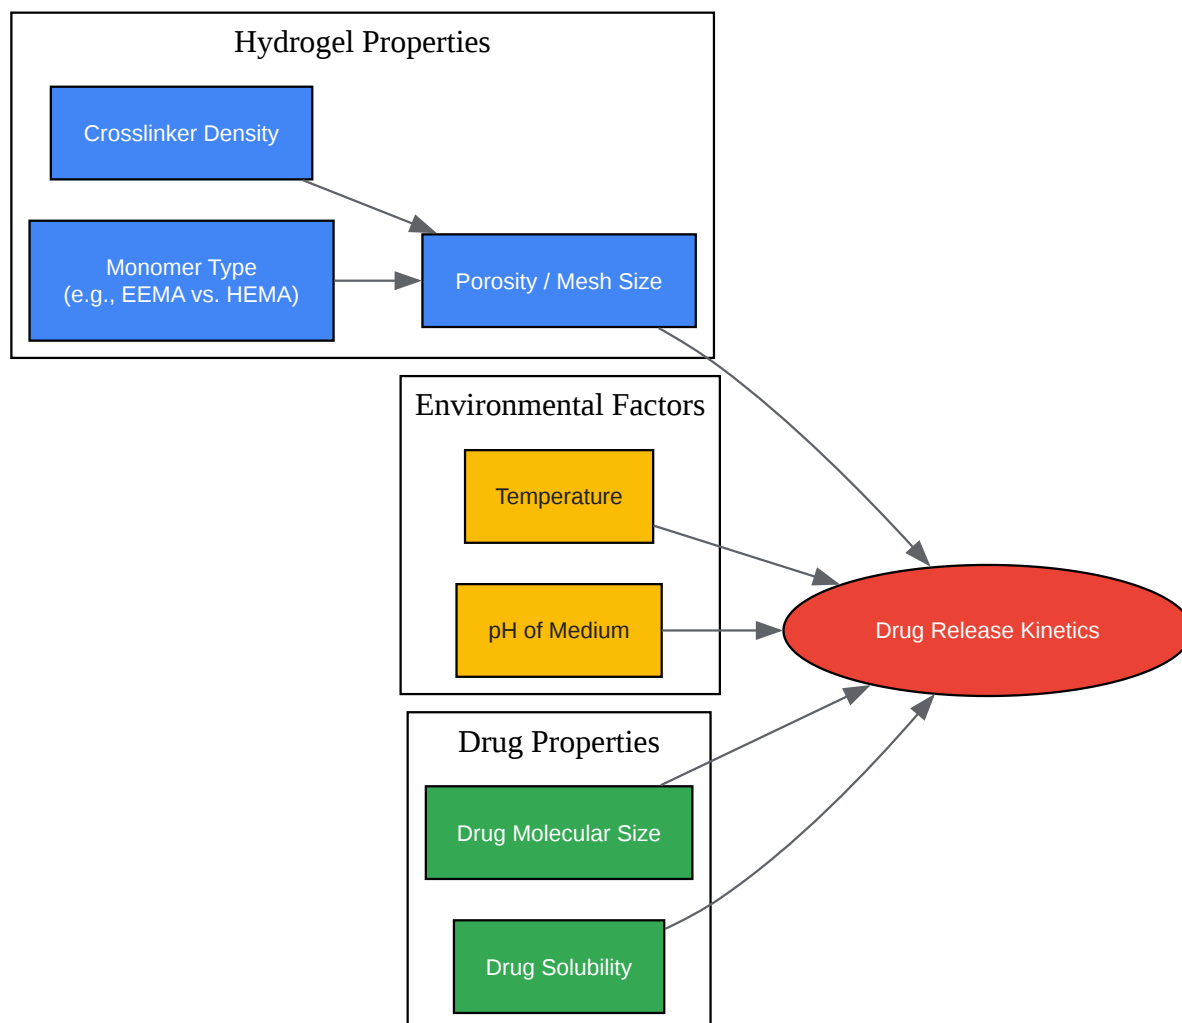 Hydrogel Properties
Crosslinker Density
Monomer Type
(e.g., EEMA vs. HEMA)
Porosity / Mesh Size
Environmental Factors
Temperature
pH of Medium
Drug Release Kinetics
Drug Properties
Drug Molecular Size
Drug Solubility